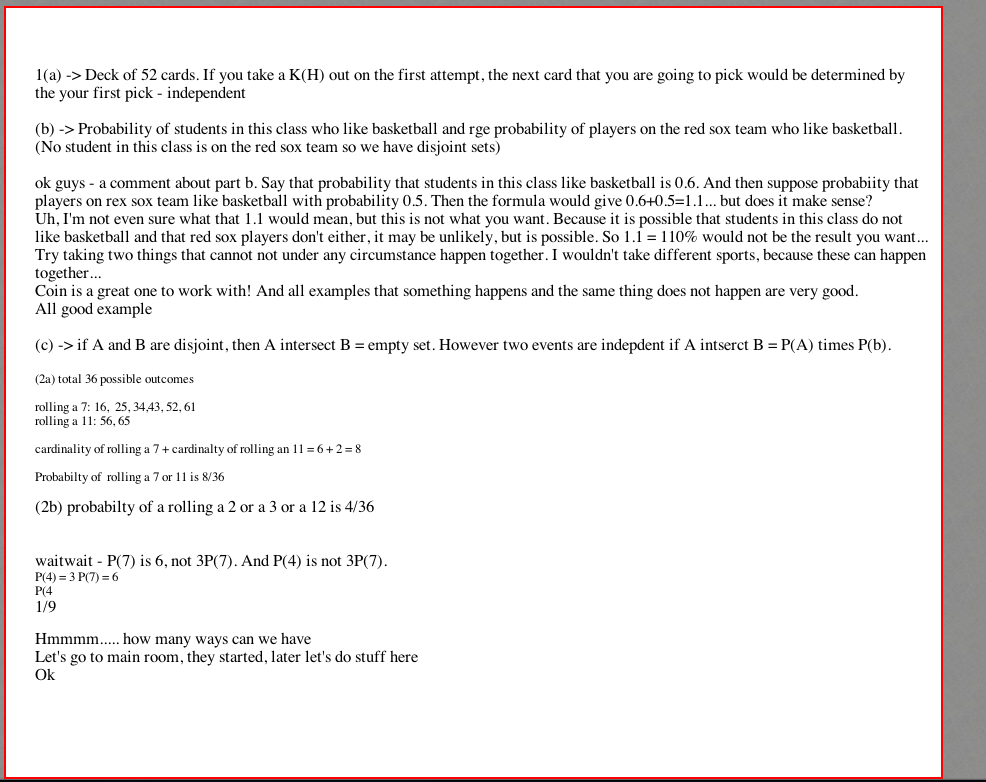 1(a) -> Deck of 52 cards. If you take a K(H) out on the first attempt, the next card that you are going to pick would be determined by
the your first pick - independent
(b) -> Probability of students in this class who like basketball and rge probability of players on the red sox team who like basketball.
(No student in this class is on the red sox team so we have disjoint sets)
ok guys - a comment about part b. Say that probability that students in this class like basketball is 0.6. And then suppose probabiity that
players on rex sox team like basketball with probability 0.5. Then the formula would give 0.6+0.5=1.1... but does it make sense?
Uh, I'm not even sure what that 1.1 would mean, but this is not what you want. Because it is possible that students in this class do not
like basketball and that red sox players don't either, it may be unlikely, but is possible. So 1.1 = 110% would not be the result you want...
Try taking two things that cannot not under any circumstance happen together. I wouldn't take different sports, because these can happen
together...
Coin is a great one to work with! And all examples that something happens and the same thing does not happen are very good.
All good example
(c) -> if A and B are disjoint, then A intersect B = empty set. However two events are indepdent if A intserct B = P(A) times P(b).
(2a) total 36 possible outcomes
rolling a 7: 16,  25, 34,43, 52, 61
rolling a 11: 56, 65
cardinality of rolling a 7 + cardinalty of rolling an 11 = 6 + 2 = 8
Probabilty of  rolling a 7 or 11 is 8/36
(2b) probabilty of a rolling a 2 or a 3 or a 12 is 4/36
waitwait - P(7) is 6, not 3P(7). And P(4) is not 3P(7).
P(4) = 3 P(7) = 6
P(4
1/9
Hmmmm..... how many ways can we have
Let's go to main room, they started, later let's do stuff here
Ok